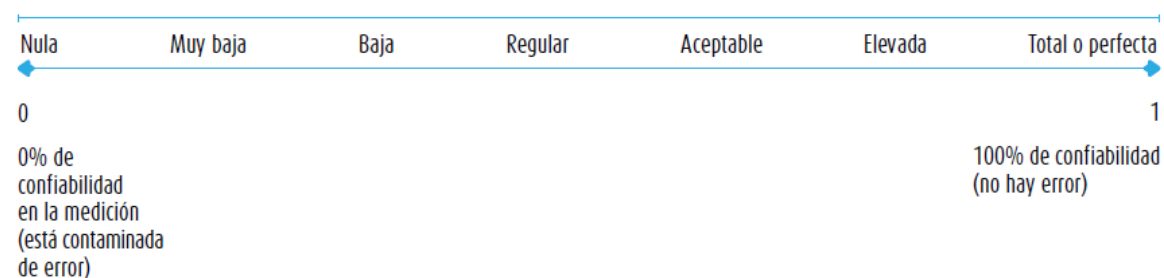 Nula Muy baja Baja Regular Aceptable Elevada Total o perfecta
0 1
0% de
confiabilidad
en la medición
(está contaminada
de error)
100% de confiabilidad
(no hay error)